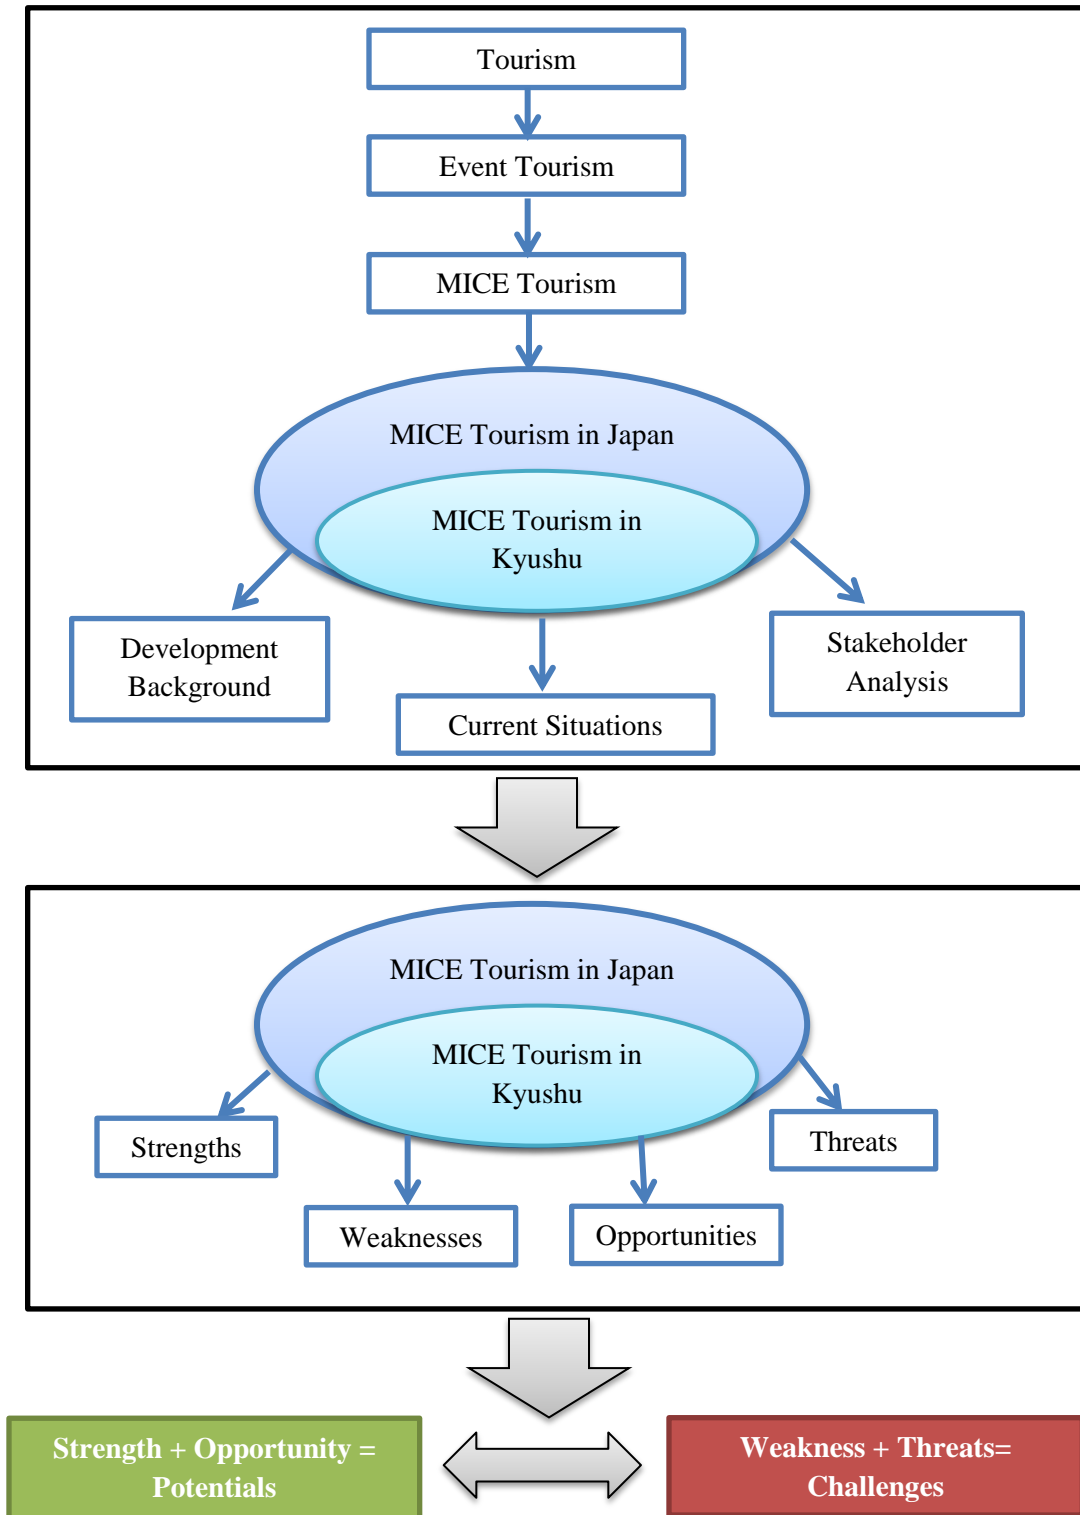 Tourism
Event Tourism
MICE Tourism
MICE Tourism in Japan
MICE Tourism in
Kyushu
Development
Background
Current Situations
Stakeholder
Analysis
MICE Tourism in Japan
MICE Tourism in
Kyushu
Strengths
Weaknesses
Opportunities
Threats
Strength + Opportunity =
Potentials
Weakness + Threats=
Challenges